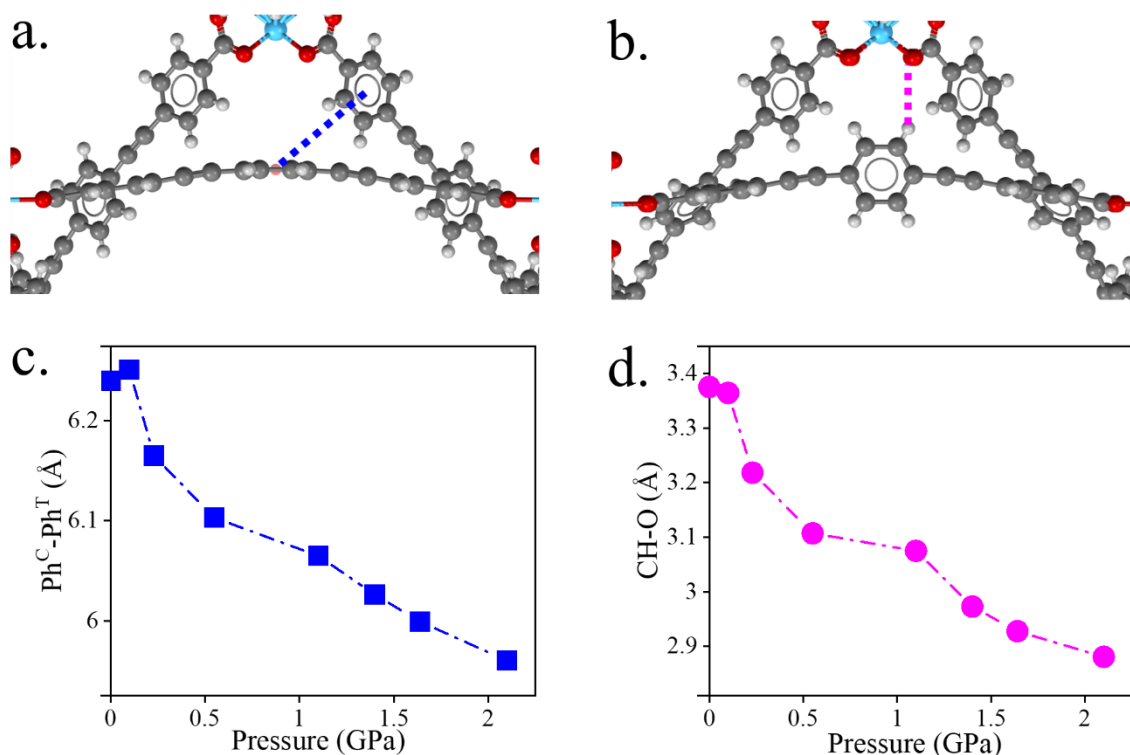 a.
b.
c.
6.2
6.1
6
Ph^C-Ph^T (Å)
0
0.5
1
1.5
2
Pressure (GPa)
d.
3.4
3.3
3.2
3.1
3
2.9
CH-O (Å)
0
0.5
1
1.5
2
Pressure (GPa)